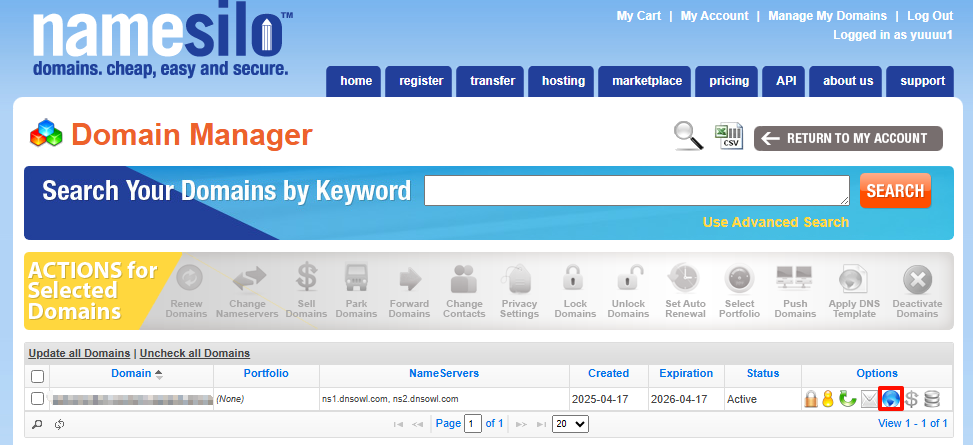 My Cart | My Account | Manage My Domains | Log Out
Logged in as yuuuu1
namesilo™
domains. cheap, easy and secure.
home register transfer hosting marketplace pricing API about us support
Domain Manager
CSV
RETURN TO MY ACCOUNT
Search Your Domains by Keyword
SEARCH
Use Advanced Search
ACTIONS for
Selected
Domains
Renew Domains
Change Nameservers
Sell Domains
Park Domains
Forward Domains
Change Contacts
Privacy Settings
Lock Domains
Unlock Domains
Set Auto Renewal
Select Portfolio
Push Domains
Apply DNS Template
Deactivate Domains
Update all Domains | Uncheck all Domains
Domain Portfolio NameServers Created Expiration Status Options
(None) ns1.dnsowl.com, ns2.dnsowl.com 2025-04-17 2026-04-17 Active
Page 1 of 1 20 View 1 - 1 of 1